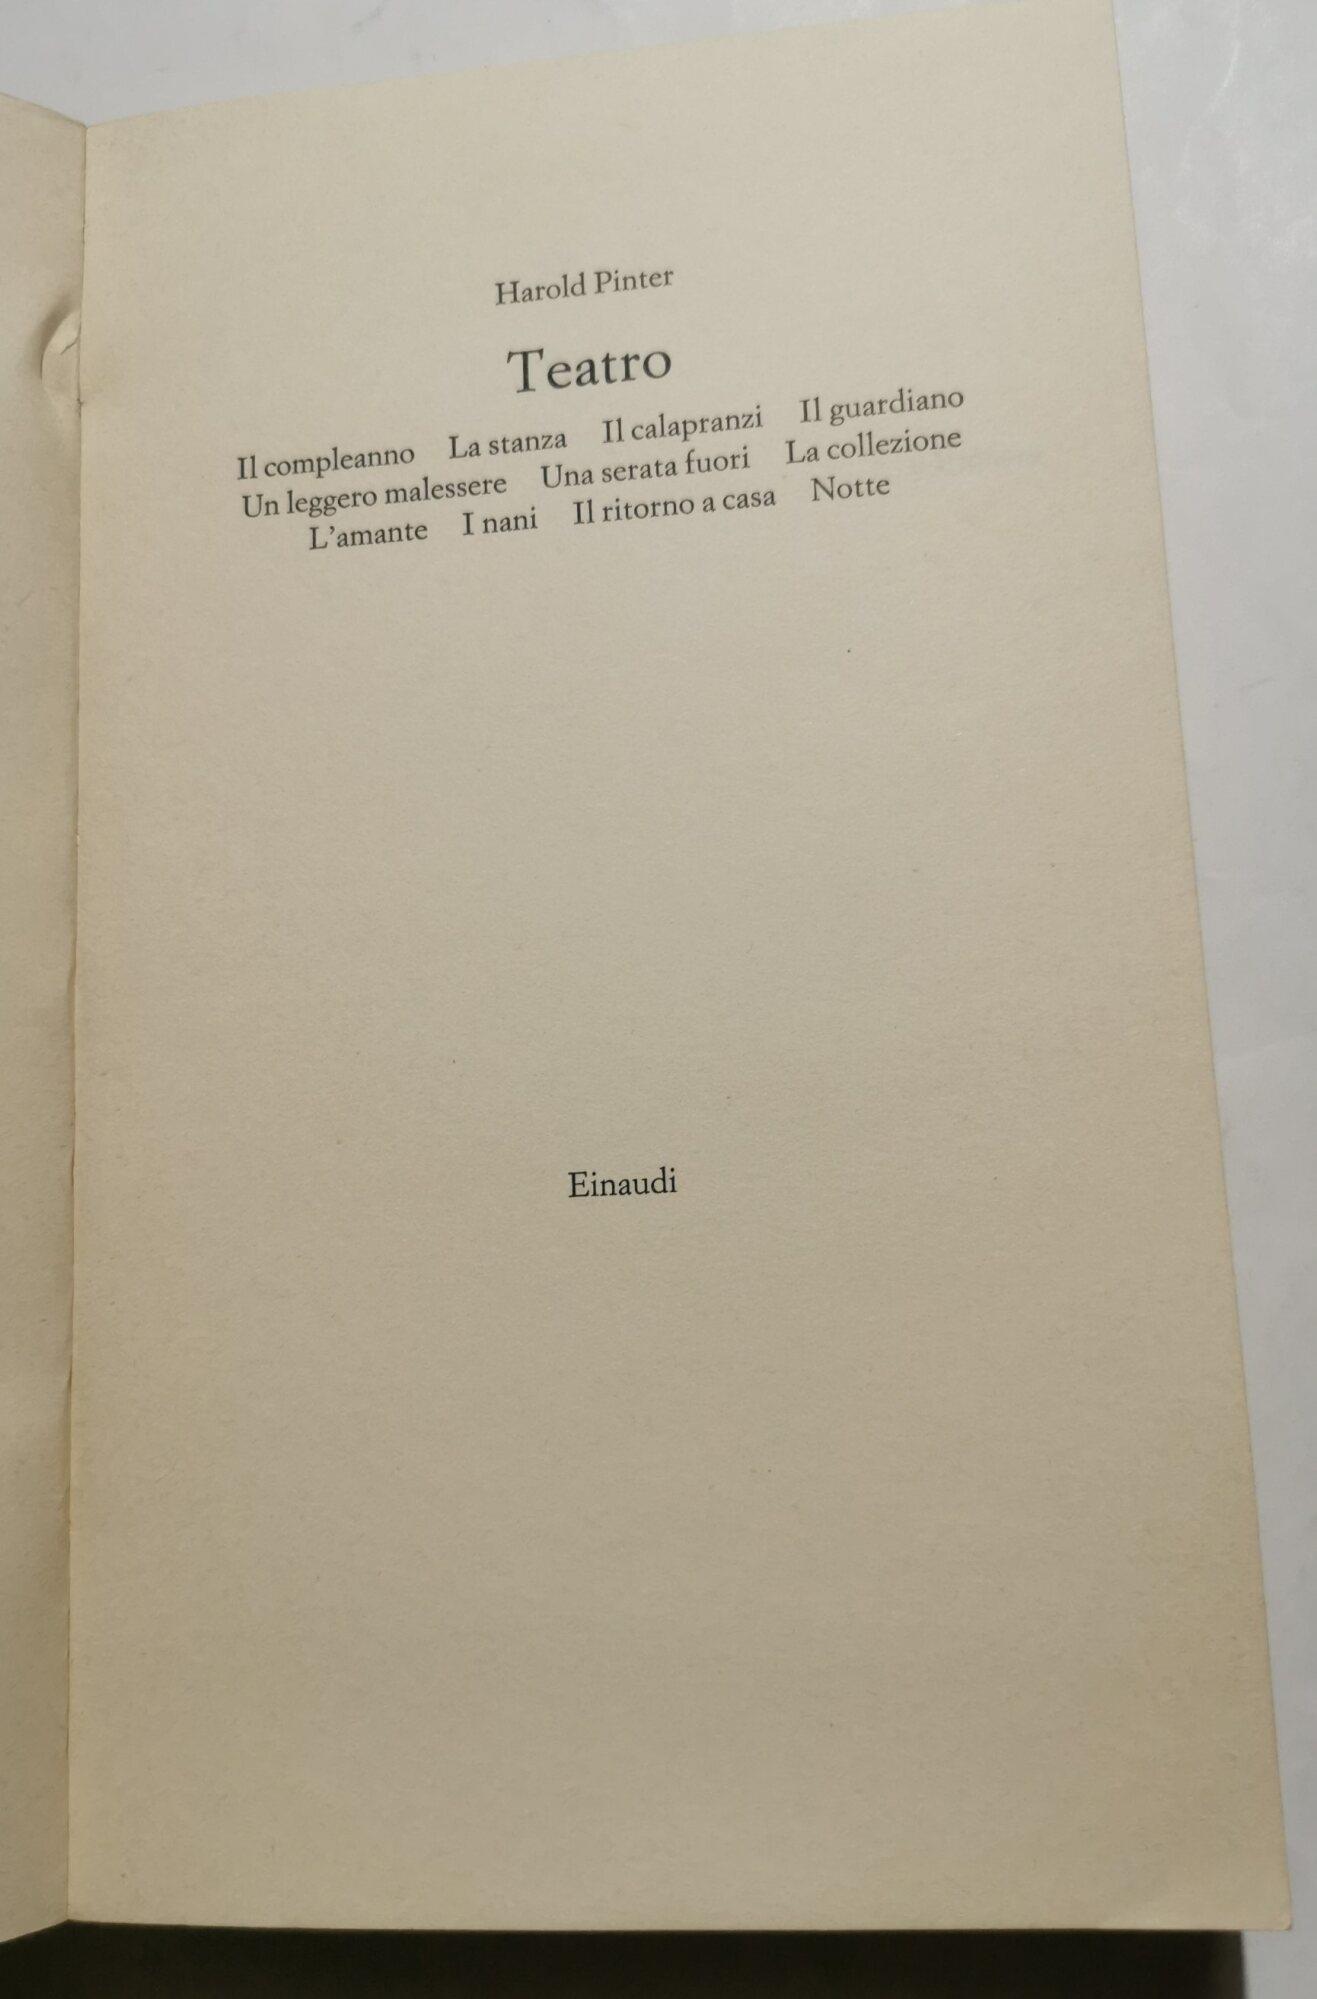 Harold Pinter
Teatro
Il compleanno La stanza Il calapranzi Il guardiano
Un leggero malessere Una serata fuori La collezione
L'amante I nani Il ritorno a casa Notte
Einaudi